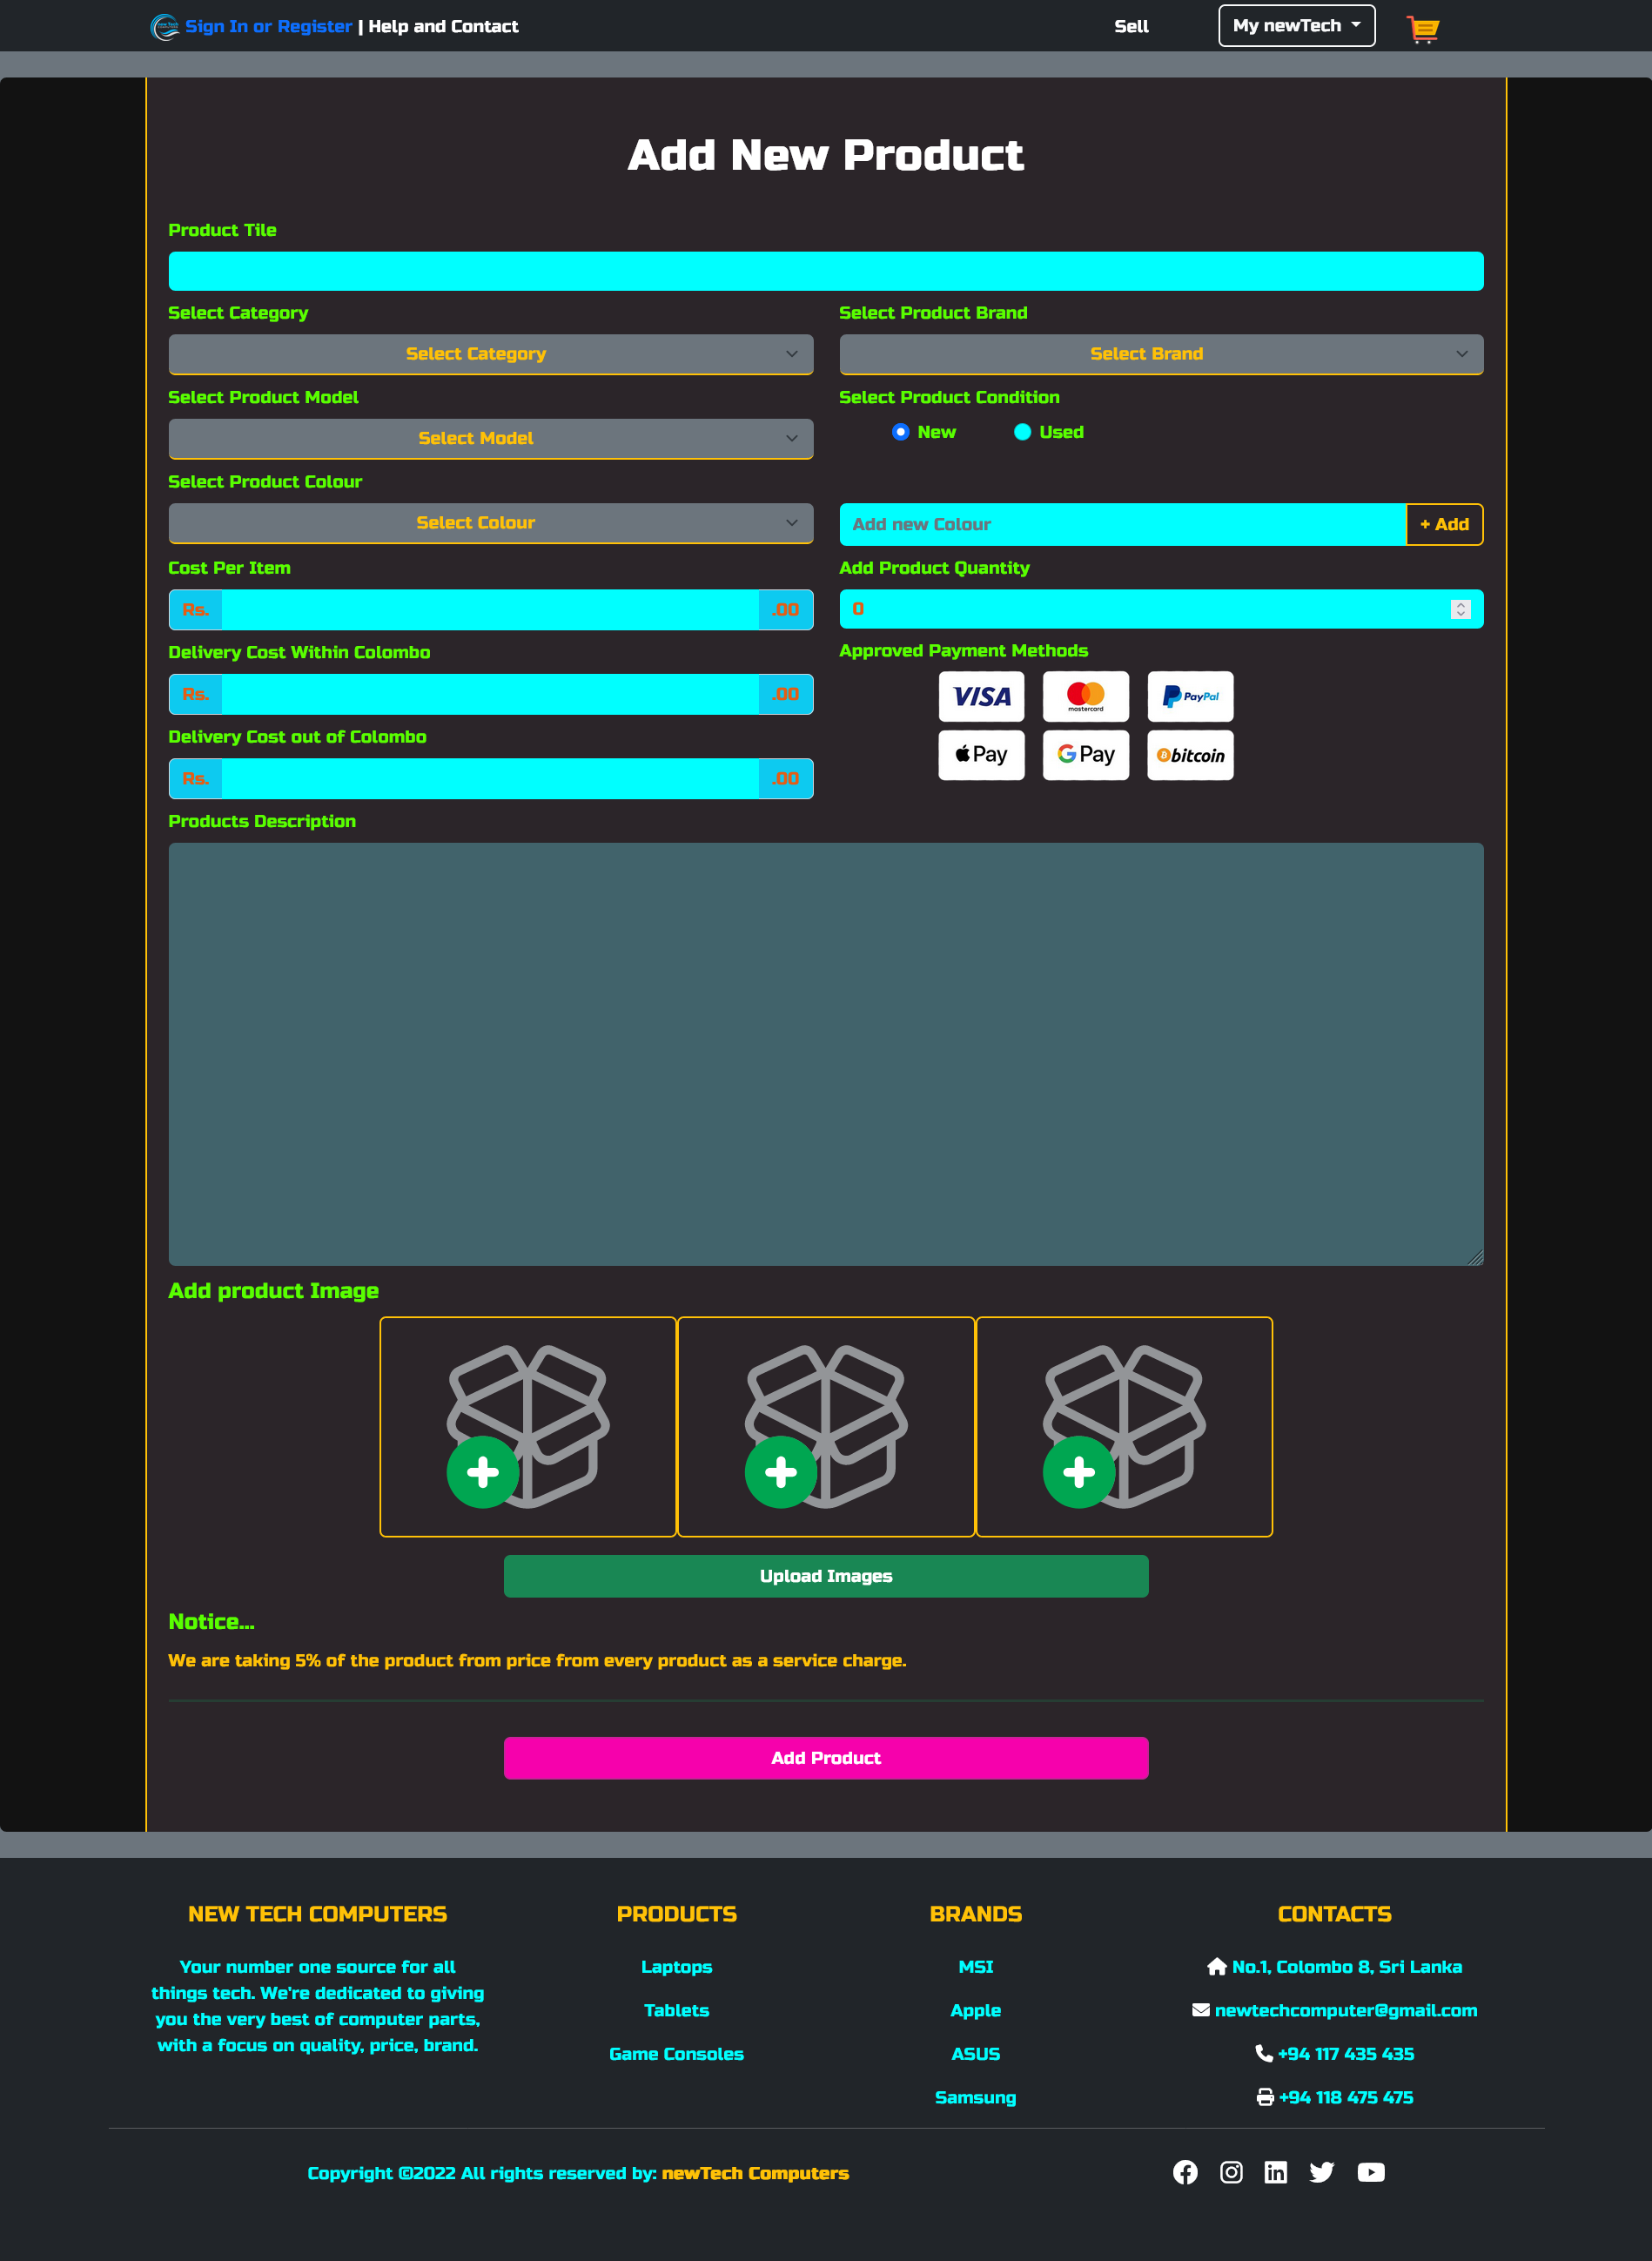 Sign In or Register | Help and Contact
Sell
My newTech
Add New Product
Product Tile
Select Category
Select Product Brand
Select Category
Select Brand
Select Product Model
Select Product Condition
Select Model
New
Used
Select Product Colour
Select Colour
Add new Colour
+ Add
Cost Per Item
Add Product Quantity
Rs.
.00
0
Delivery Cost Within Colombo
Approved Payment Methods
Rs.
.00
VISA
mastercard
PayPal
Delivery Cost out of Colombo
Pay
G Pay
bitcoin
Rs.
.00
Products Description
Add product Image
Upload Images
Notice...
We are taking 5% of the product from price from every product as a service charge.
Add Product
NEW TECH COMPUTERS
PRODUCTS
BRANDS
CONTACTS
Your number one source for all
things tech. We're dedicated to giving
you the very best of computer parts,
with a focus on quality, price, brand.
Laptops
Tablets
Game Consoles
MSI
Apple
ASUS
Samsung
No.1, Colombo 8, Sri Lanka
newtechcomputer@gmail.com
+94 117 435 435
+94 118 475 475
Copyright ©2022 All rights reserved by: newTech Computers